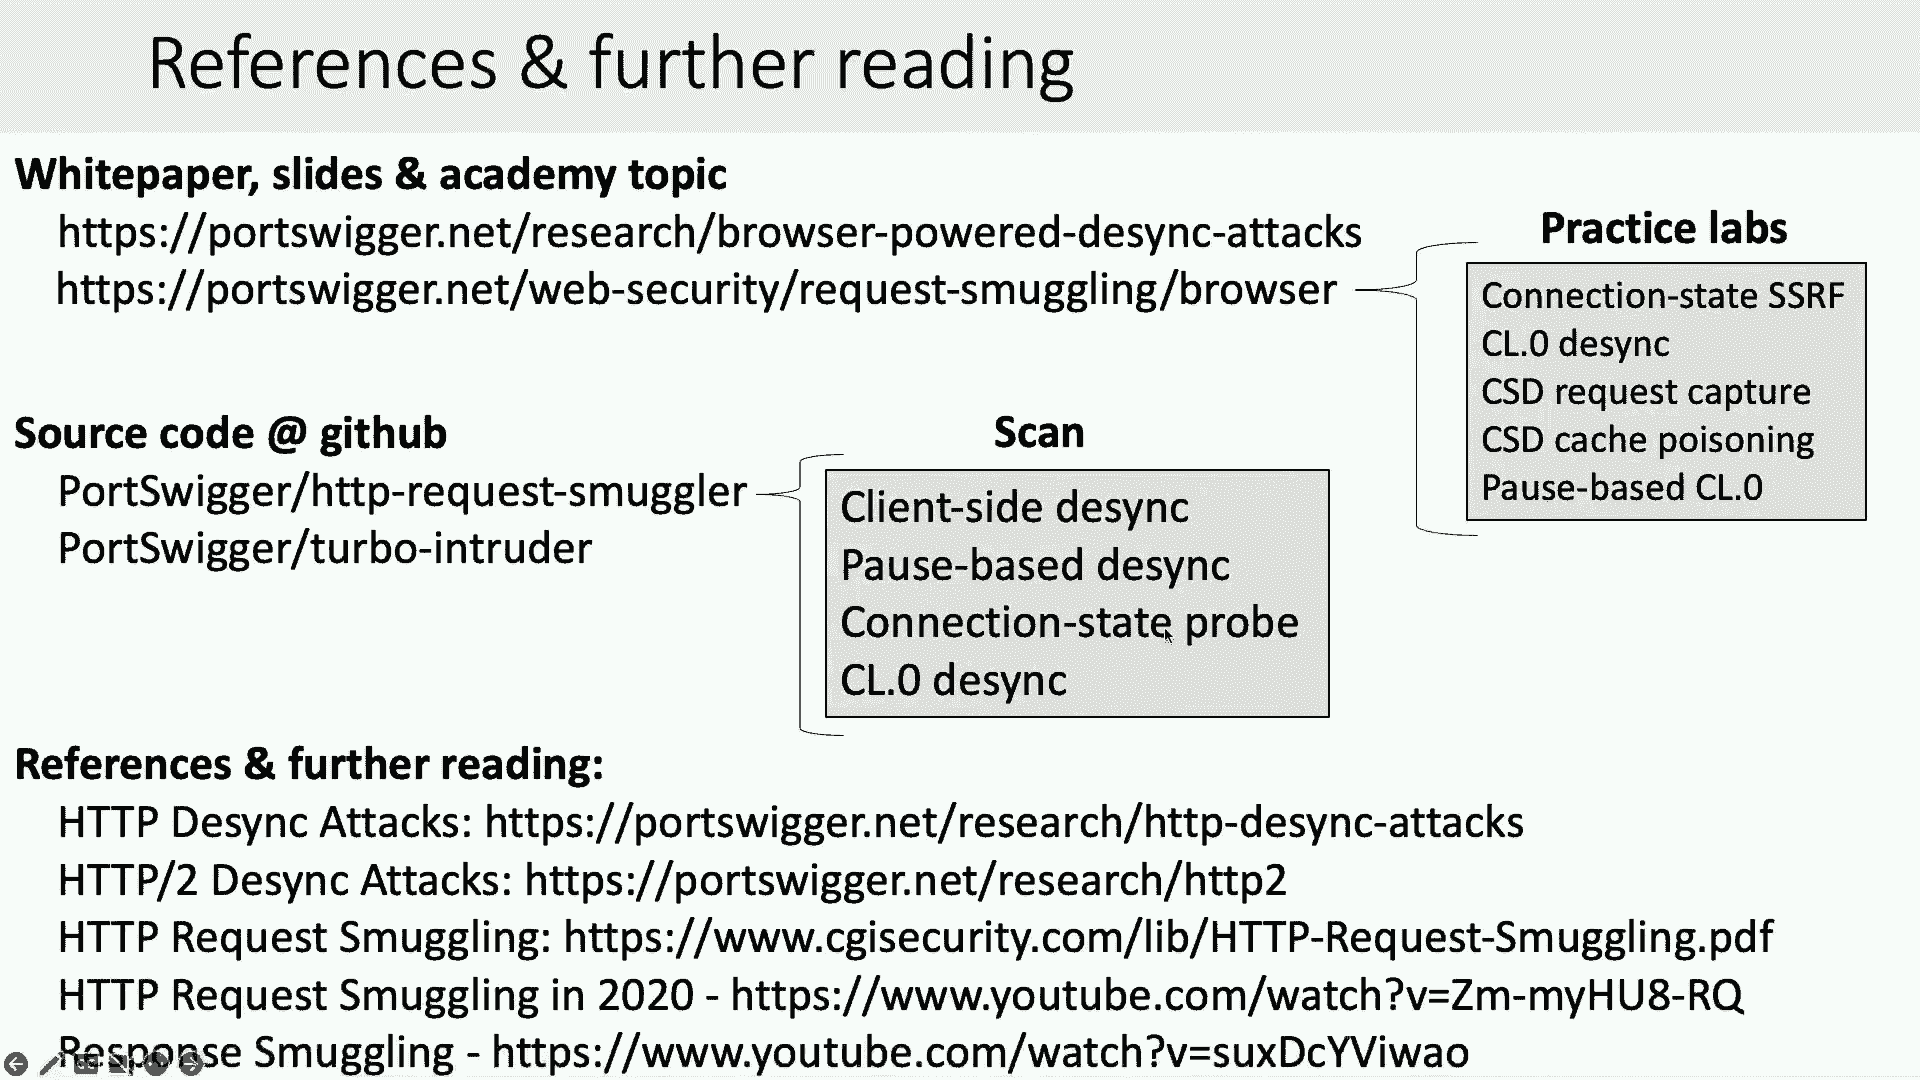 References & further reading
Whitepaper, slides & academy topic
https://portswigger.net/research/browser-powered-desync-attacks
https://portswigger.net/web-security/request-smuggling/browser
Practice labs
Connection-state SSRF
CL.0 desync
CSD request capture
CSD cache poisoning
Pause-based CL.0
Source code @ github
PortSwigger/http-request-smuggler
PortSwigger/turbo-intruder
Scan
Client-side desync
Pause-based desync
Connection-state probe
CL.0 desync
References & further reading:
HTTP Desync Attacks: https://portswigger.net/research/http-desync-attacks
HTTP/2 Desync Attacks: https://portswigger.net/research/http2
HTTP Request Smuggling: https://www.cgisecurity.com/lib/HTTP-Request-Smuggling.pdf
HTTP Request Smuggling in 2020 - https://www.youtube.com/watch?v=Zm-myHU8-RQ
Response Smuggling - https://www.youtube.com/watch?v=suxDcYViwao